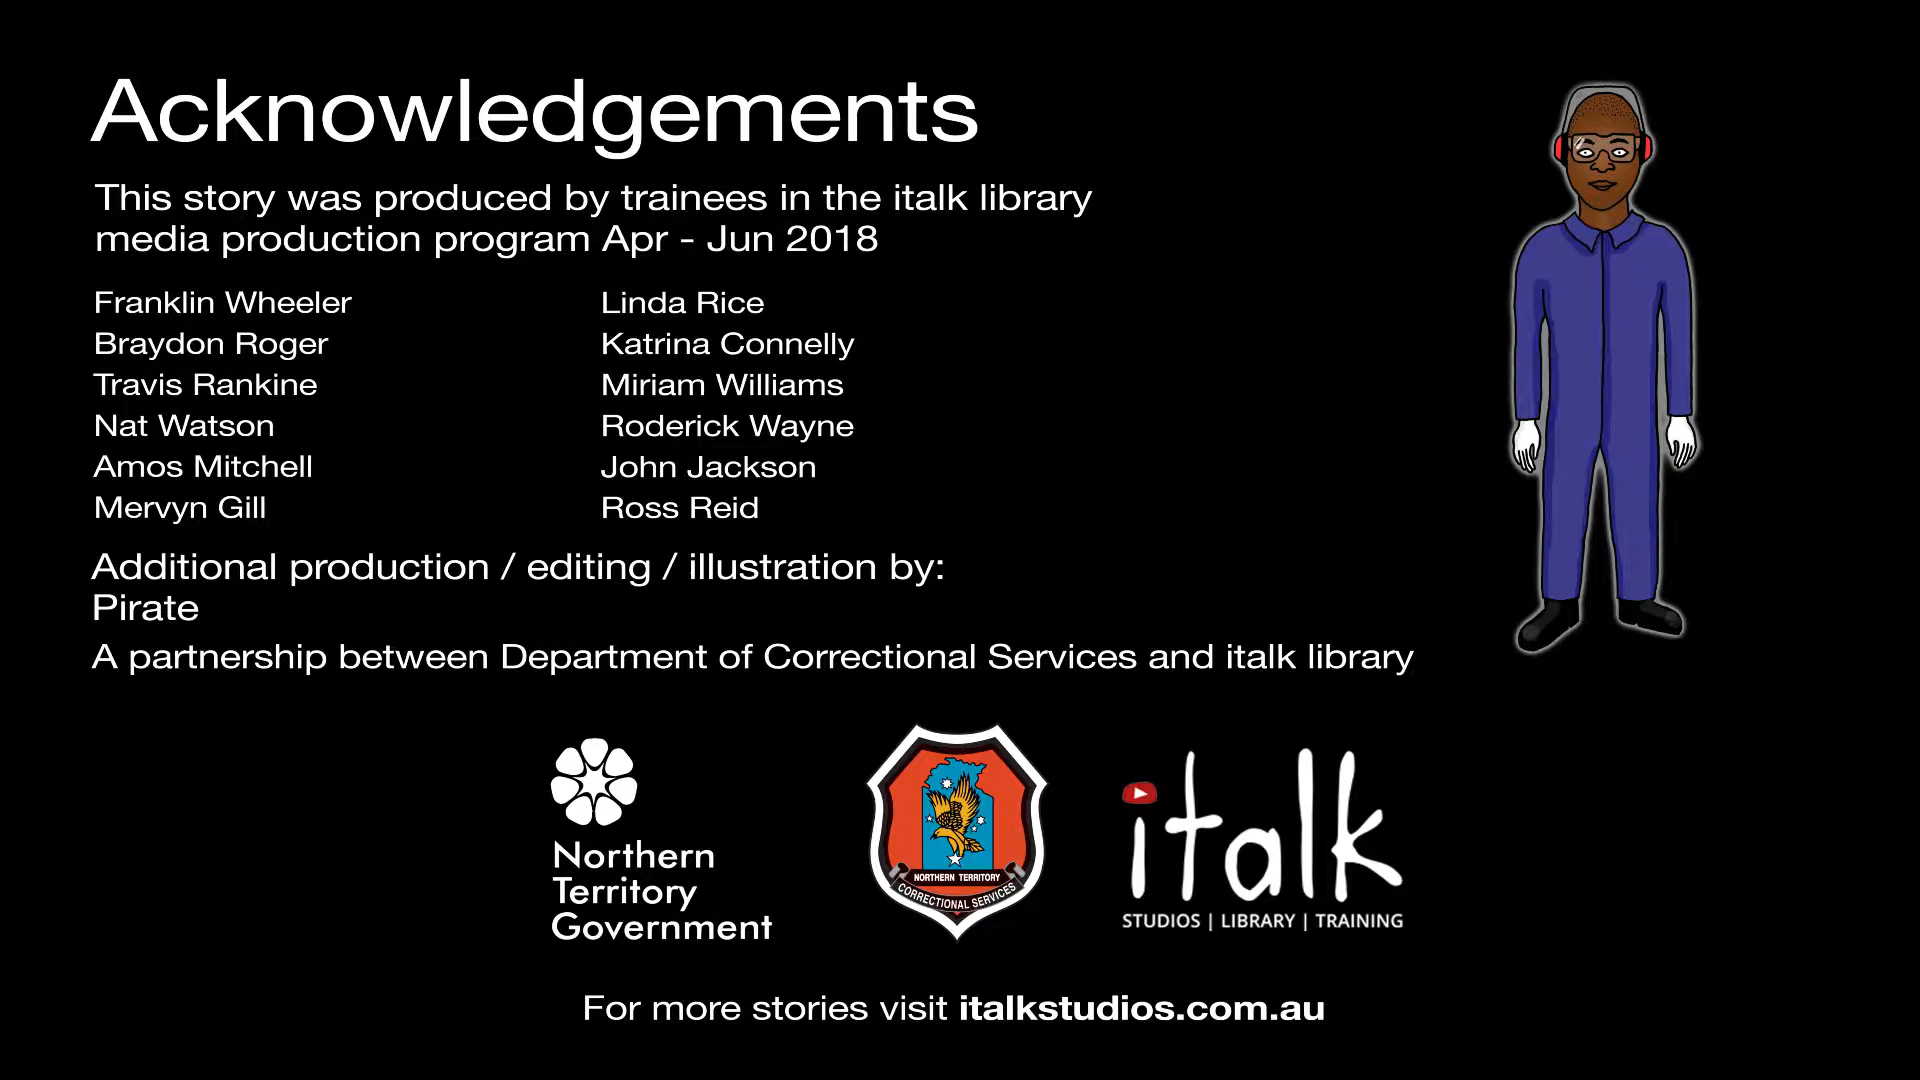 Acknowledgements
This story was produced by trainees in the italk library
media production program Apr - Jun 2018
Franklin Wheeler
Braydon Roger
Travis Rankine
Nat Watson
Amos Mitchell
Mervyn Gill
Linda Rice
Katrina Connelly
Miriam Williams
Roderick Wayne
John Jackson
Ross Reid
Additional production / editing / illustration by:
Pirate
A partnership between Department of Correctional Services and italk library
Northern
Territory
Government
NORTHERN TERRITORY
CORRECTIONAL SERVICES
italk
STUDIOS | LIBRARY | TRAINING
For more stories visit italkstudios.com.au